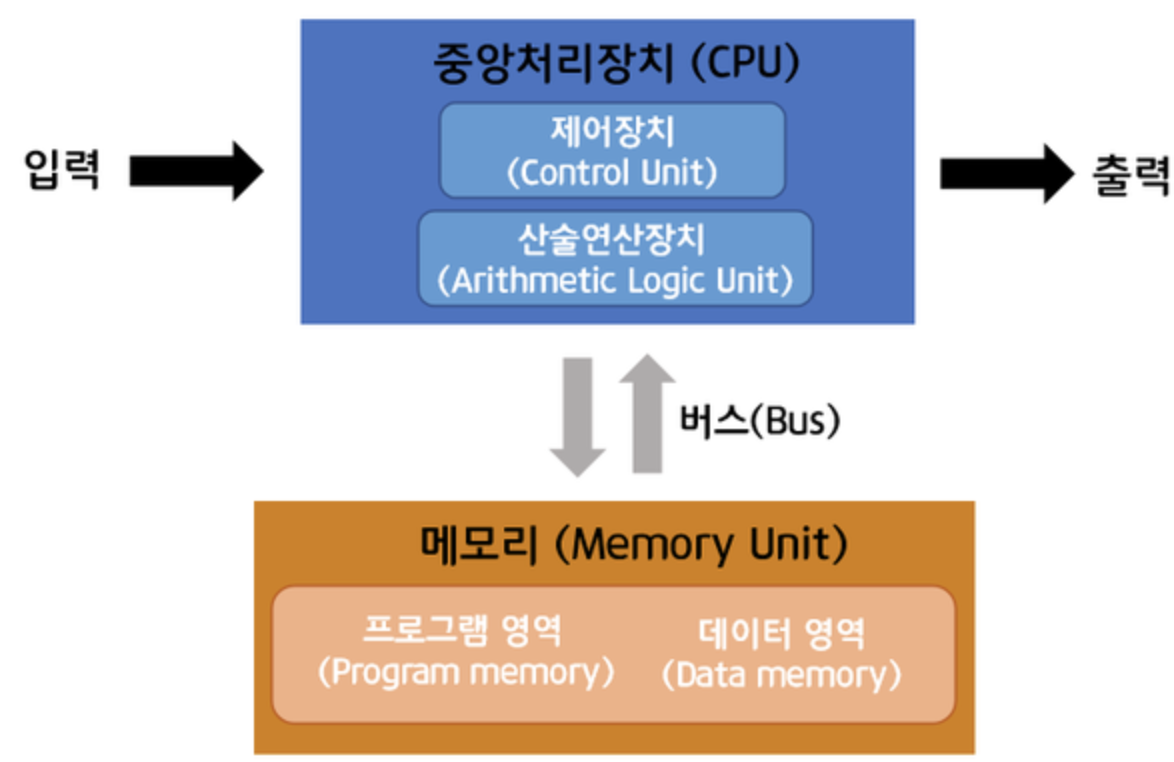 중앙처리장치 (CPU)
제어장치
(Control Unit)
입력
출력
산술연산장치
(Arithmetic Logic Unit)
버스(Bus)
메모리 (Memory Unit)
프로그램 영역
(Program memory)
데이터 영역
(Data memory)